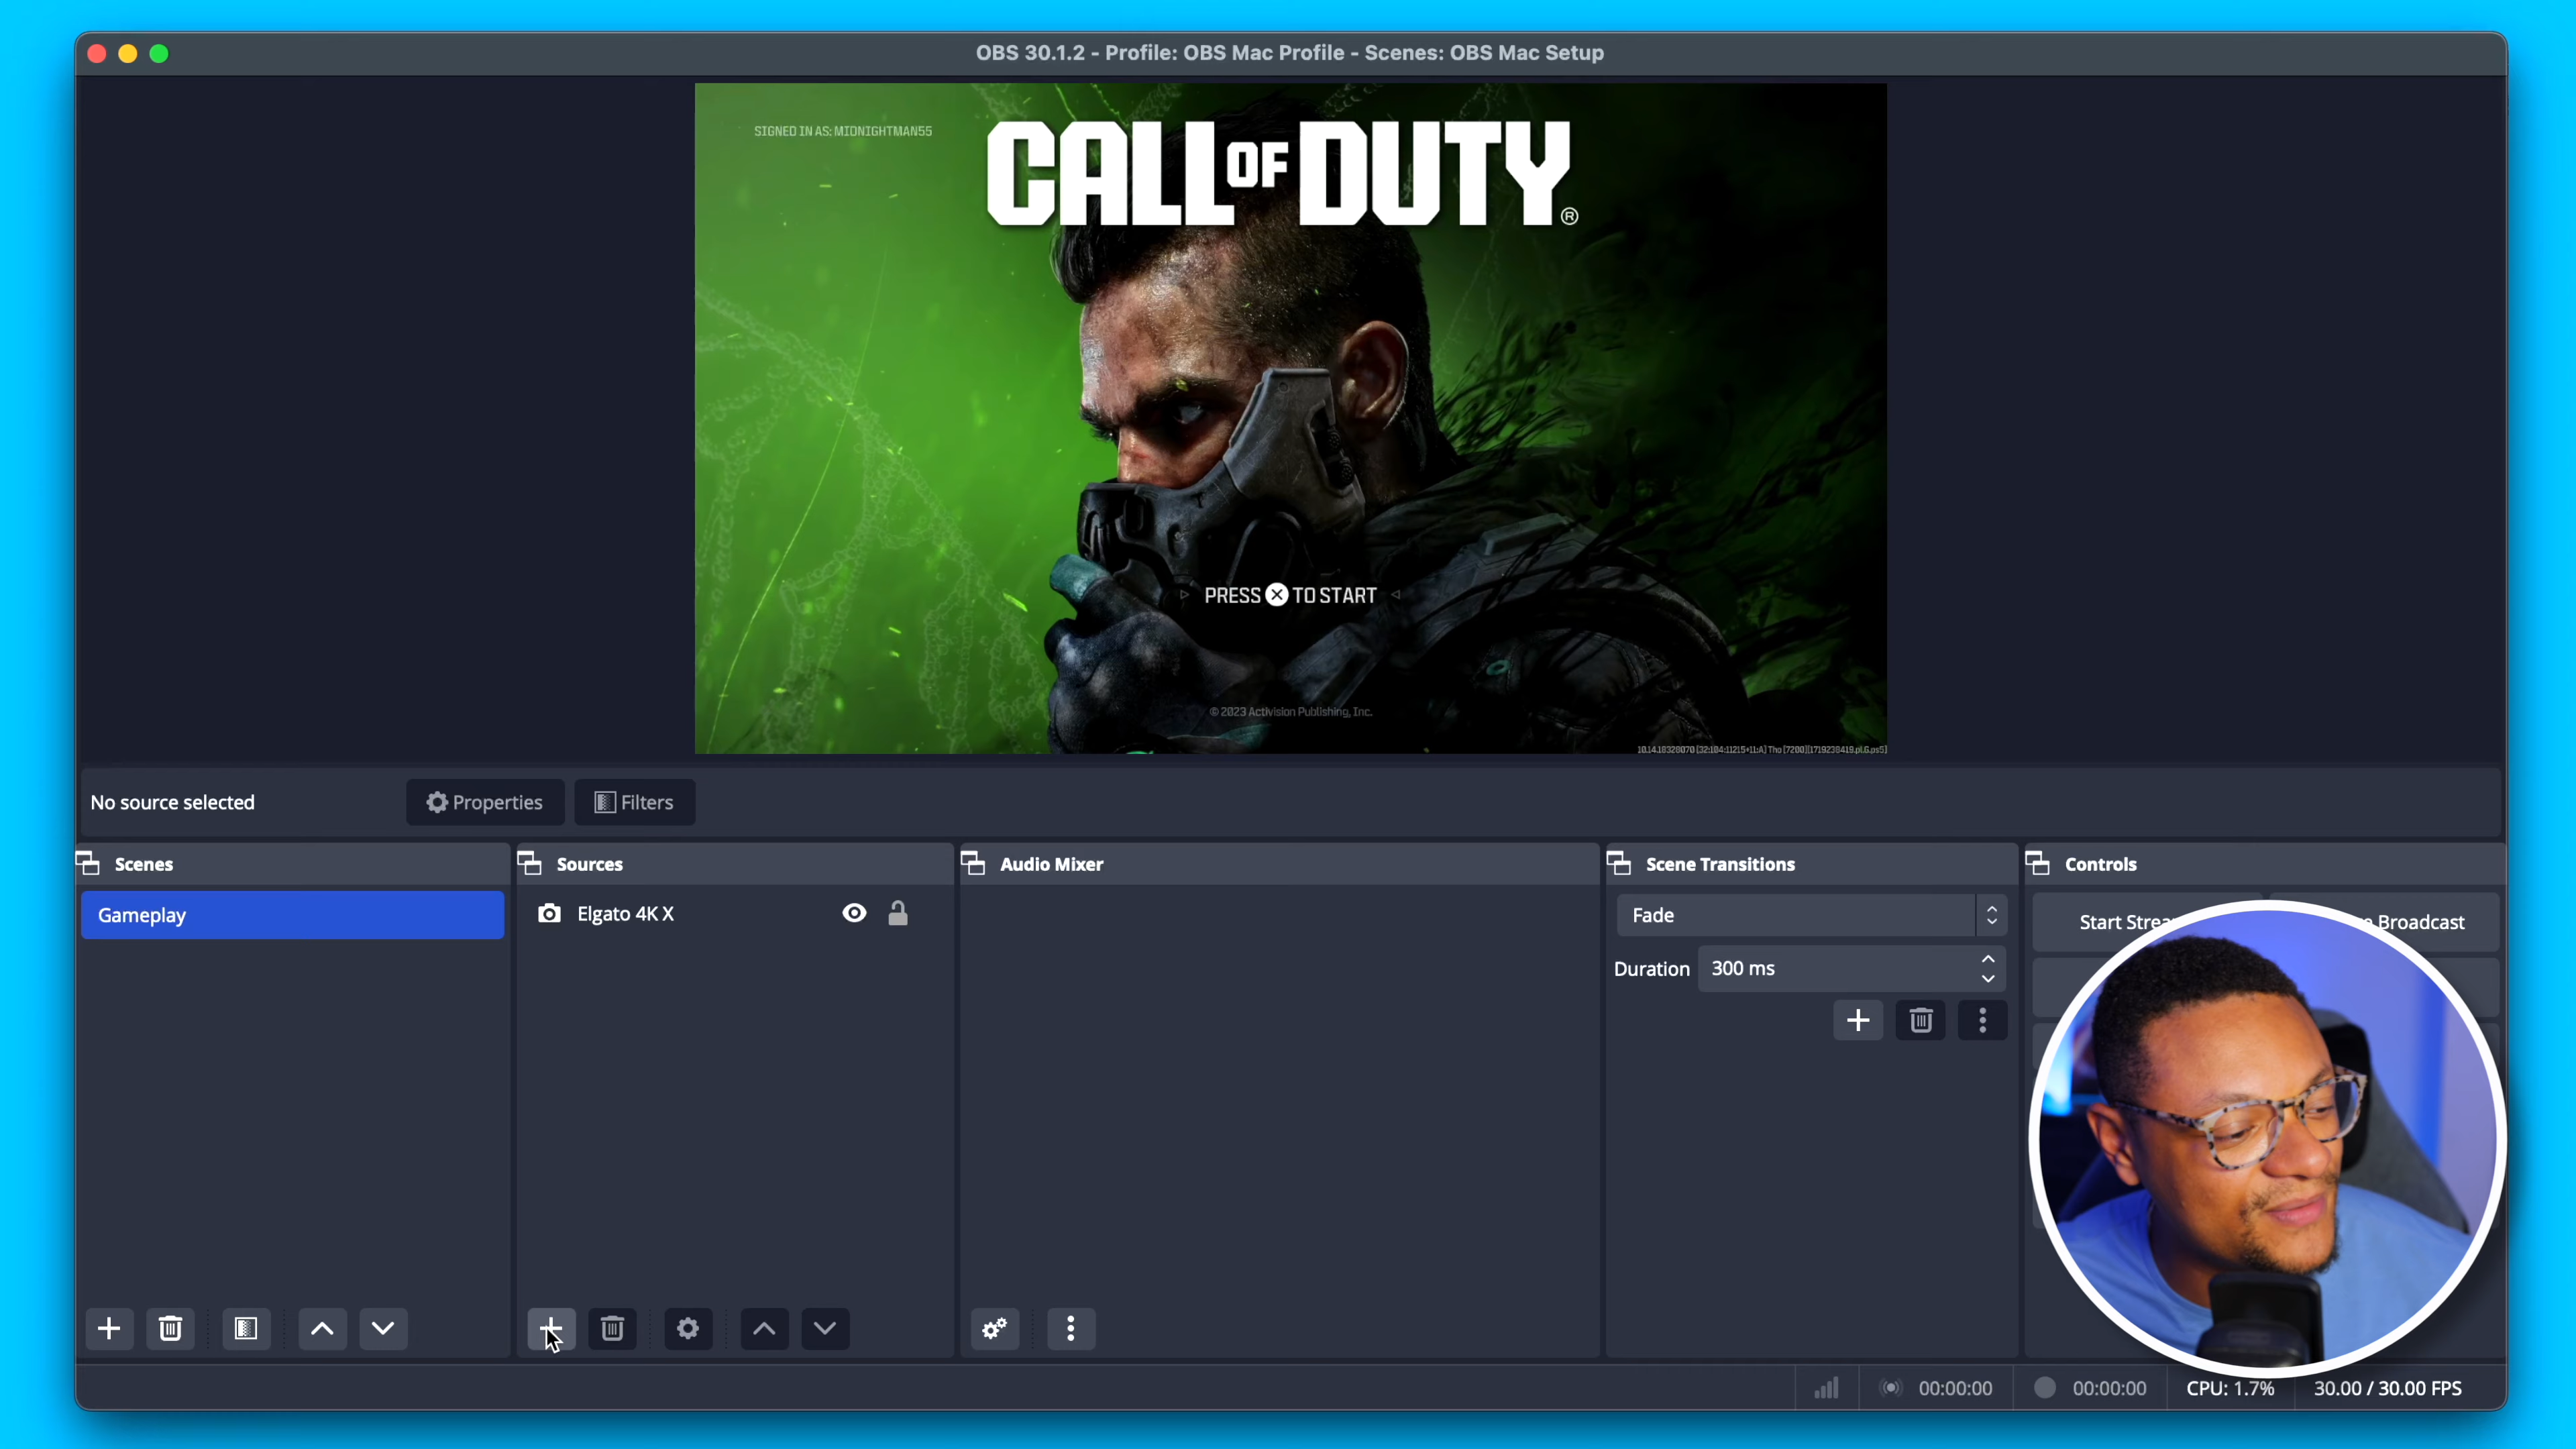 OBS 30.1.2 - Profile: OBS Mac Profile - Scenes: OBS Mac Setup
SIGNED IN AS: MIDNIGHTMAN55
CALL OF DUTY®
PRESS TO START
© 2023 Activision Publishing, Inc.
No source selected
Properties
Filters
Scenes
Sources
Audio Mixer
Scene Transitions
Controls
Gameplay
Elgato 4K X
Fade
Start Strea
Broadcast
Duration 300 ms
00:00:00
00:00:00
CPU: 1.7%
30.00 / 30.00 FPS